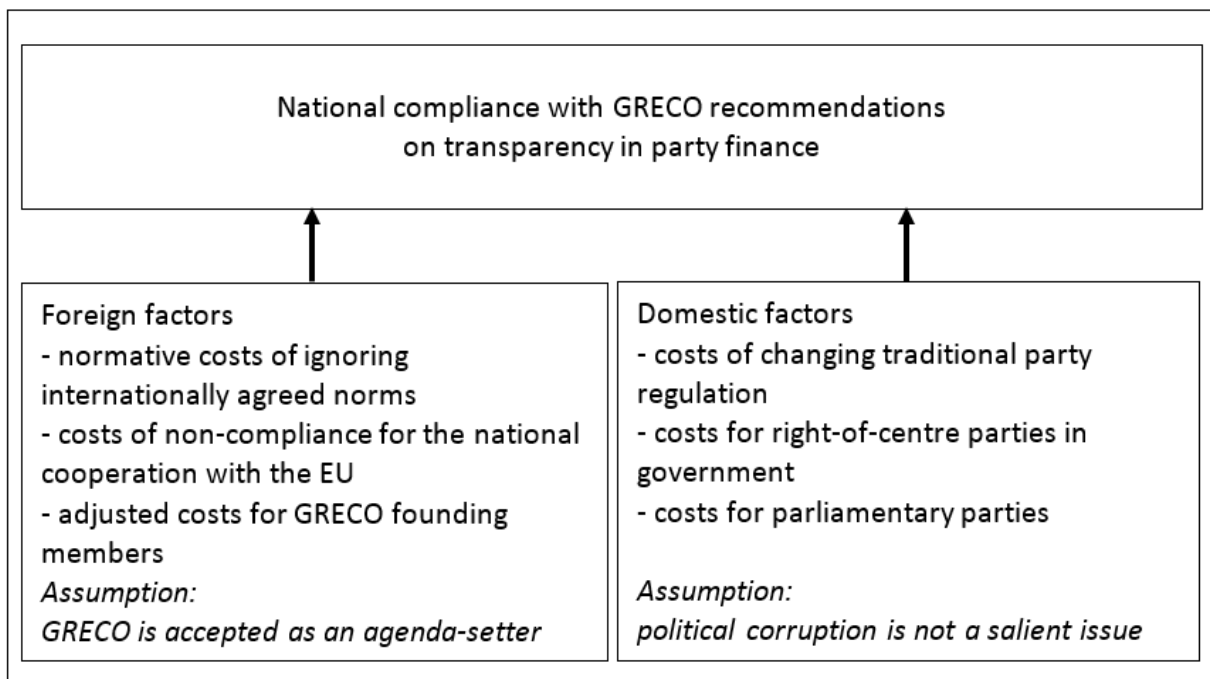 National compliance with GRECO recommendations
on transparency in party finance
Foreign factors
- normative costs of ignoring
internationally agreed norms
- costs of non-compliance for the national
cooperation with the EU
- adjusted costs for GRECO founding
members
Assumption:
GRECO is accepted as an agenda-setter
Domestic factors
- costs of changing traditional party
regulation
- costs for right-of-centre parties in
government
- costs for parliamentary parties
Assumption:
political corruption is not a salient issue